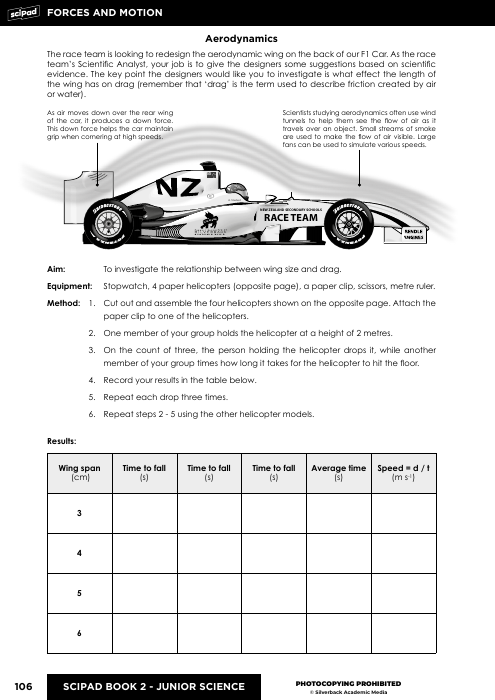 scipad FORCES AND MOTION
Aerodynamics
The race team is looking to redesign the aerodynamic wing on the back of our F1 Car. As the race
team's Scientific Analyst, your job is to give the designers some suggestions based on scientific
evidence. The key point the designers would like you to investigate is what effect the length of
the wing has on drag (remember that 'drag' is the term used to describe friction created by air
or water).
As air moves down over the rear wing
of the car, it produces a down force.
This down force helps the car maintain
grip when cornering at high speeds.
Scientists studying aerodynamics often use wind
tunnels to help them see the flow of air as it
travels over an object. Small streams of smoke
are used to make the flow of air visible. Large
fans can be used to simulate various speeds.
NZ
NEW ZEALAND SECONDARY SCHOOLS
RACE TEAM
RENDLE
ENGINES
Aim: To investigate the relationship between wing size and drag.
Equipment: Stopwatch, 4 paper helicopters (opposite page), a paper clip, scissors, metre ruler.
Method: 1. Cut out and assemble the four helicopters shown on the opposite page. Attach the
paper clip to one of the helicopters.
2. One member of your group holds the helicopter at a height of 2 metres.
3. On the count of three, the person holding the helicopter drops it, while another
member of your group times how long it takes for the helicopter to hit the floor.
4. Record your results in the table below.
5. Repeat each drop three times.
6. Repeat steps 2 - 5 using the other helicopter models.
Results:
Wing span Time to fall Time to fall Time to fall Average time Speed = d / t
(cm) (s) (s) (s) (s) (m s⁻¹)
3
4
5
6
106 SCIPAD BOOK 2 - JUNIOR SCIENCE PHOTOCOPYING PROHIBITED
© Silverback Academic Media